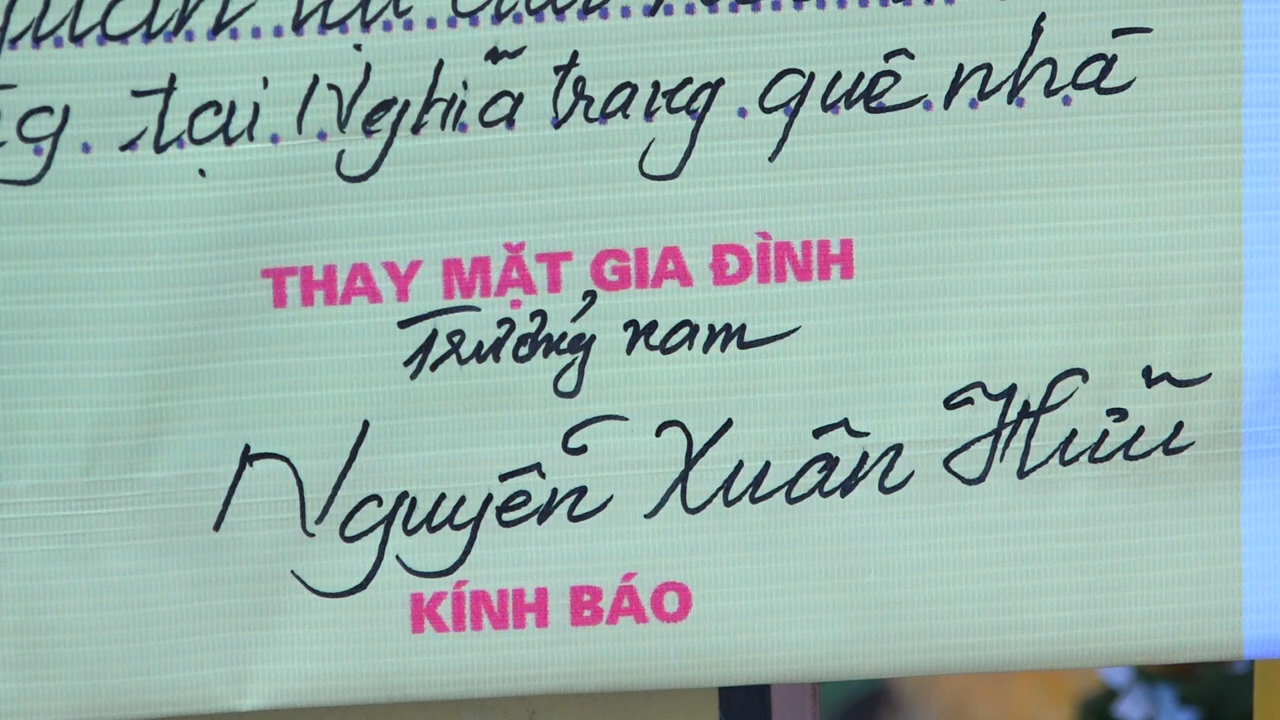 tại Nghĩa trang quê nhà
THAY MẶT GIA ĐÌNH
Trưởng nam
Nguyễn Xuân Hữu
KÍNH BÁO